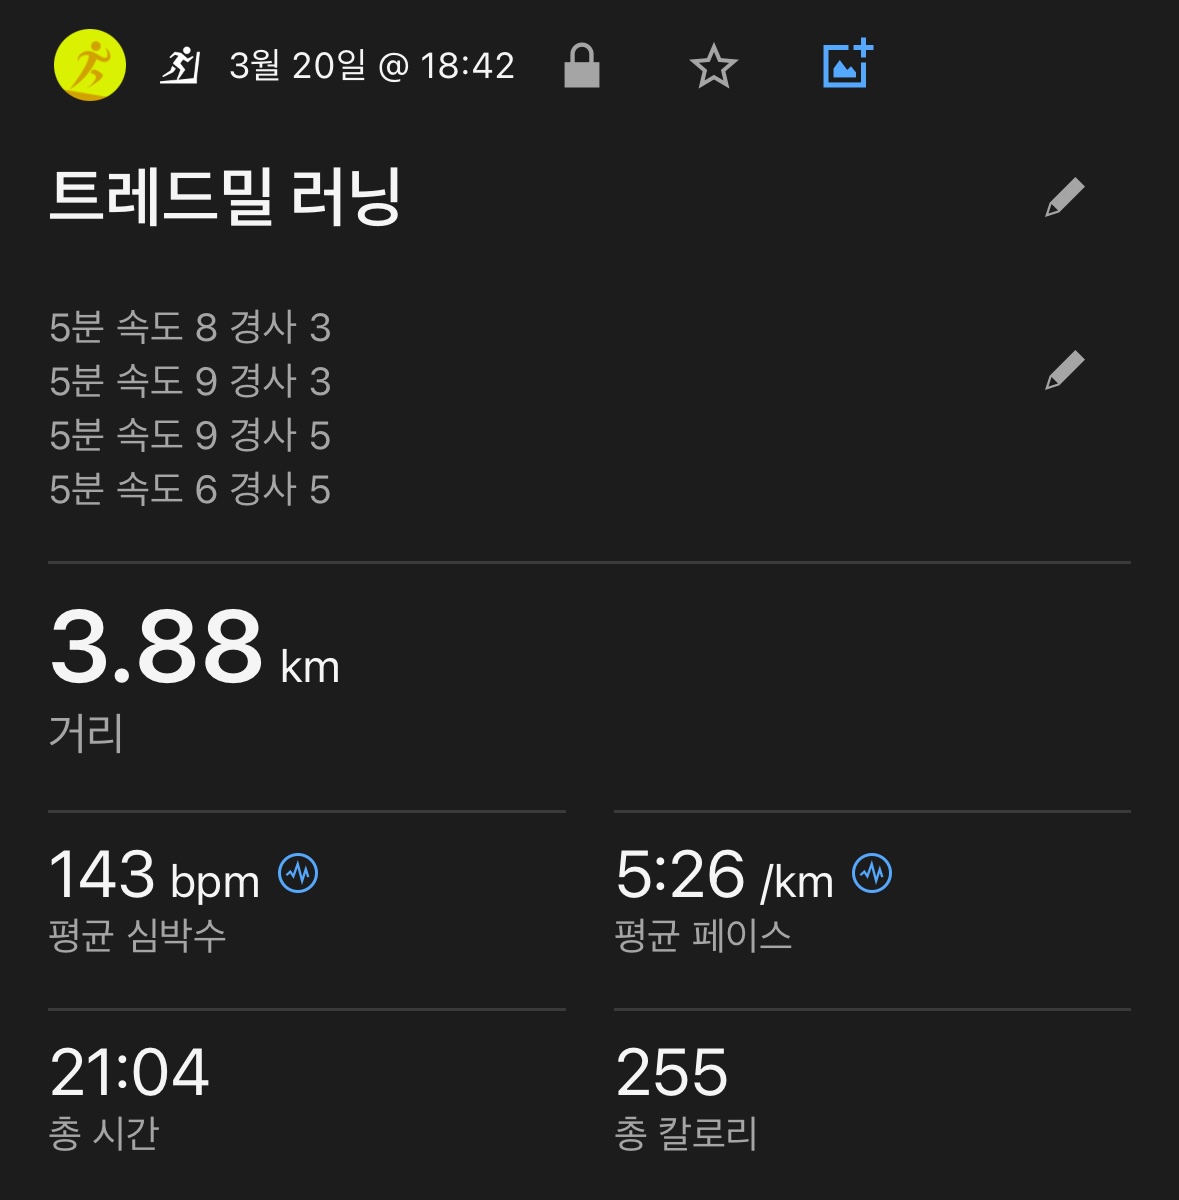 3월 20일 @ 18:42
트레드밀 러닝
5분 속도 8 경사 3
5분 속도 9 경사 3
5분 속도 9 경사 5
5분 속도 6 경사 5
3.88 km
거리
143 bpm
평균 심박수
5:26 /km
평균 페이스
21:04
총 시간
255
총 칼로리